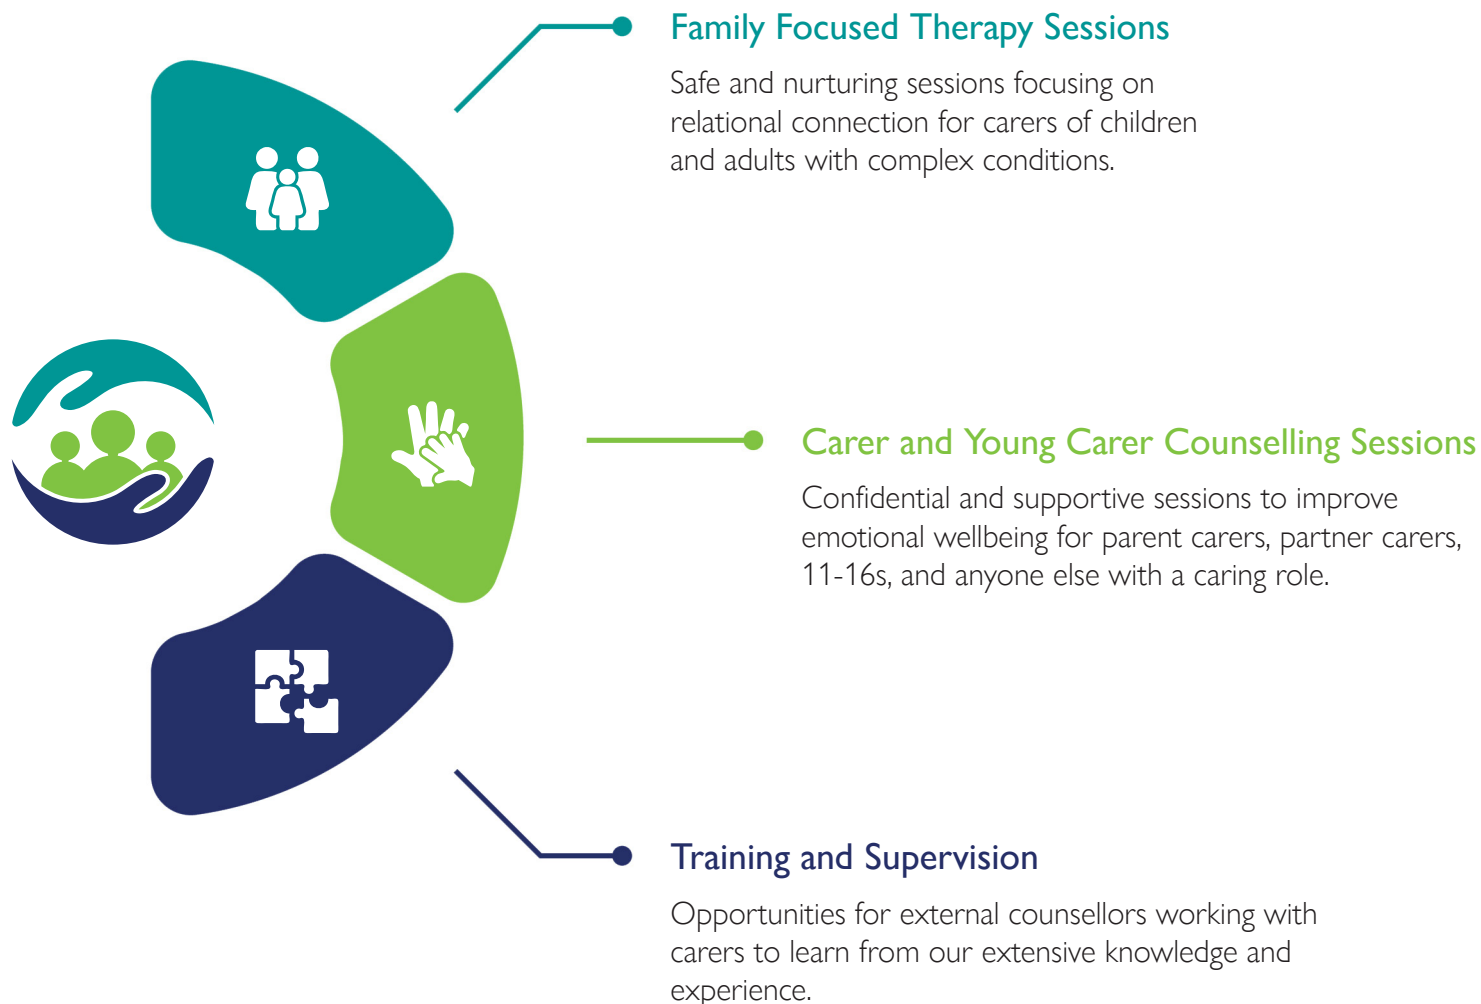 Family Focused Therapy Sessions
Safe and nurturing sessions focusing on
relational connection for carers of children
and adults with complex conditions.
Carer and Young Carer Counselling Sessions
Confidential and supportive sessions to improve
emotional wellbeing for parent carers, partner carers,
11-16s, and anyone else with a caring role.
Training and Supervision
Opportunities for external counsellors working with
carers to learn from our extensive knowledge and
experience.